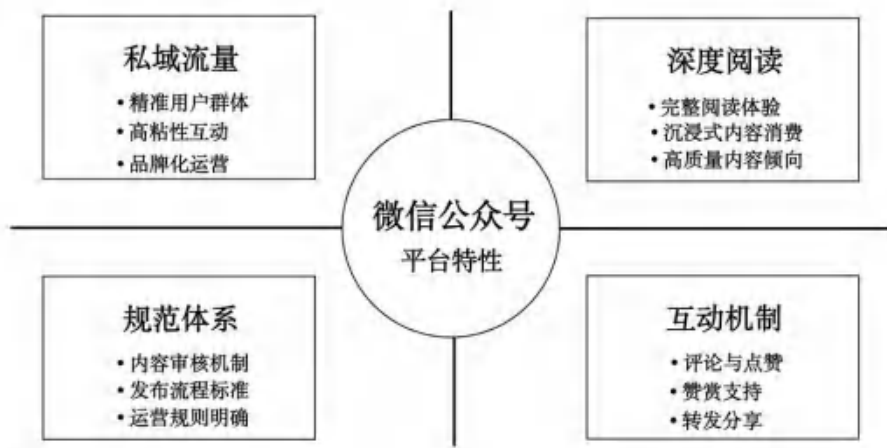 私域流量
• 精准用户群体
• 高粘性互动
• 品牌化运营
深度阅读
• 完整阅读体验
• 沉浸式内容消费
• 高质量内容倾向
微信公众号
平台特性
规范体系
• 内容审核机制
• 发布流程标准
• 运营规则明确
互动机制
• 评论与点赞
• 赞赏支持
• 转发分享